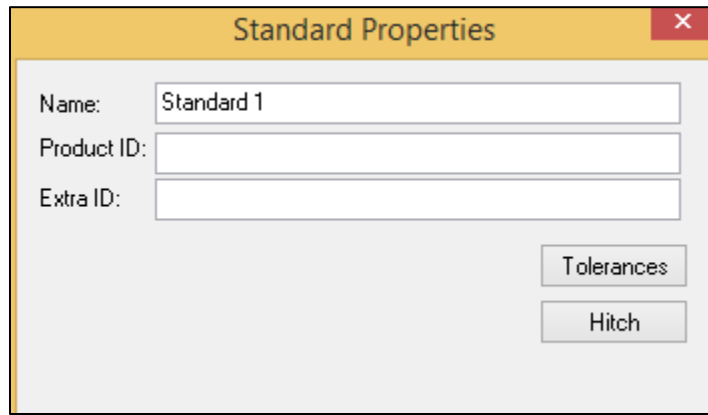 Standard Properties
Name: Standard 1
Product ID:
Extra ID:
Tolerances
Hitch